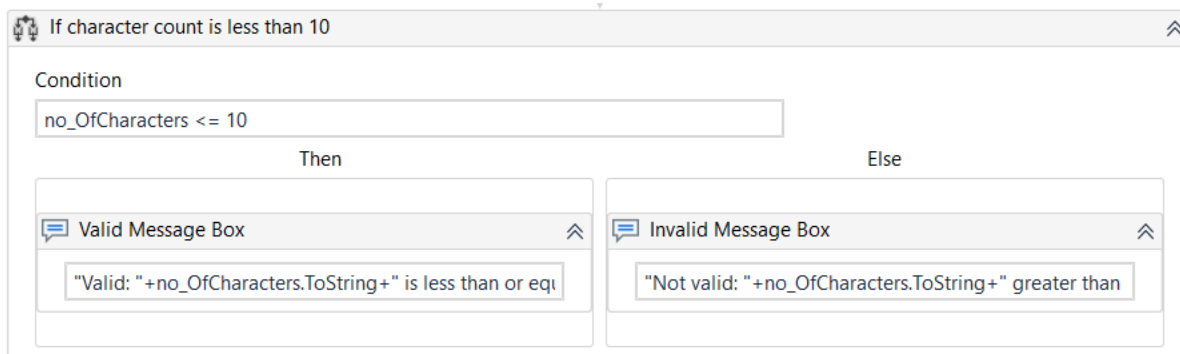 If character count is less than 10
Condition
no_OfCharacters <= 10
Then
Else
Valid Message Box
"Valid: "+no_OfCharacters.ToString+" is less than or
Invalid Message Box
"Not valid: "+no_OfCharacters.ToString+" greater than